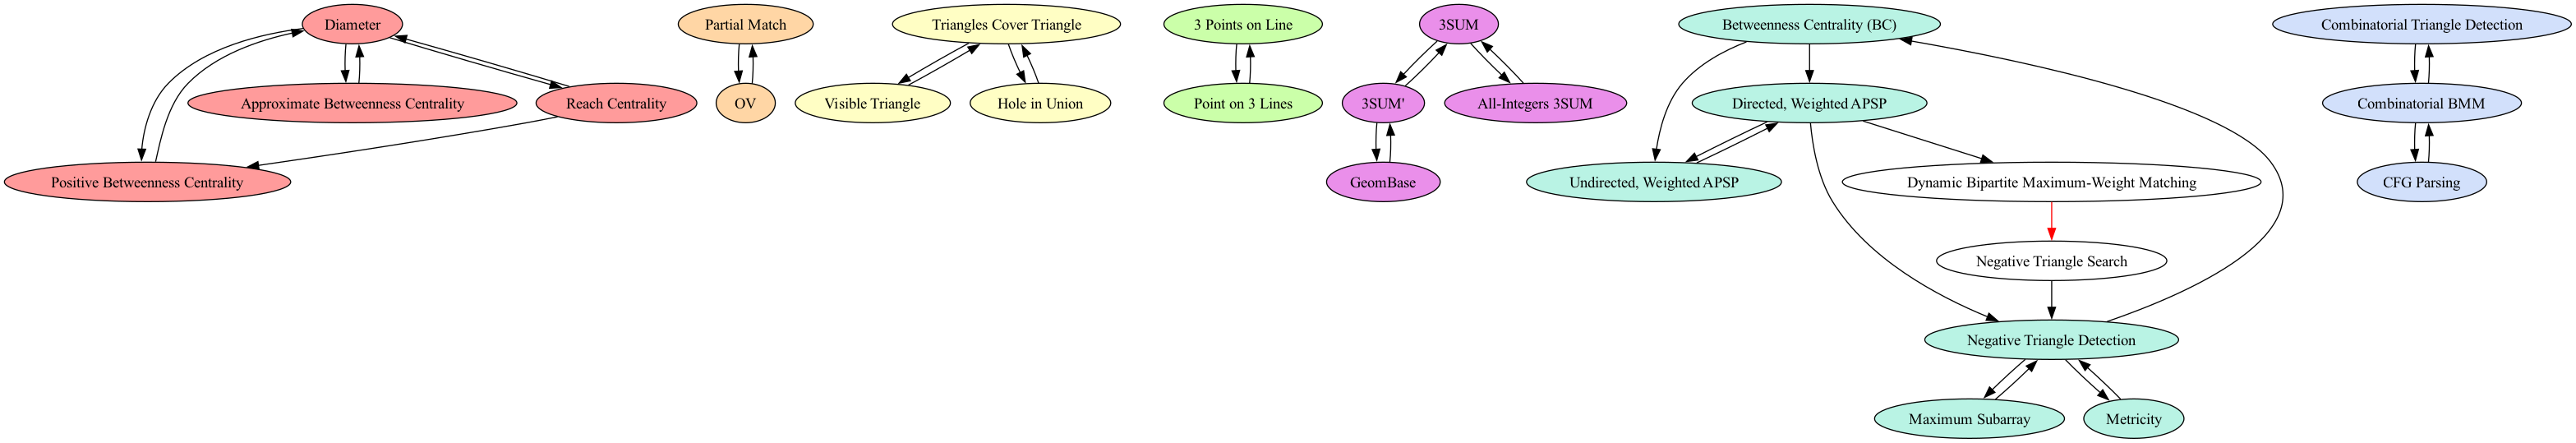 Diameter
Partial Match
Triangles Cover Triangle
3 Points on Line
3SUM
Betweenness Centrality (BC)
Combinatorial Triangle Detection
Approximate Betweenness Centrality
Reach Centrality
OV
Visible Triangle
Hole in Union
Point on 3 Lines
3SUM'
All-Integers 3SUM
Directed, Weighted APSP
Combinatorial BMM
Positive Betweenness Centrality
GeomBase
Undirected, Weighted APSP
Dynamic Bipartite Maximum-Weight Matching
CFG Parsing
Negative Triangle Search
Negative Triangle Detection
Maximum Subarray
Metricity